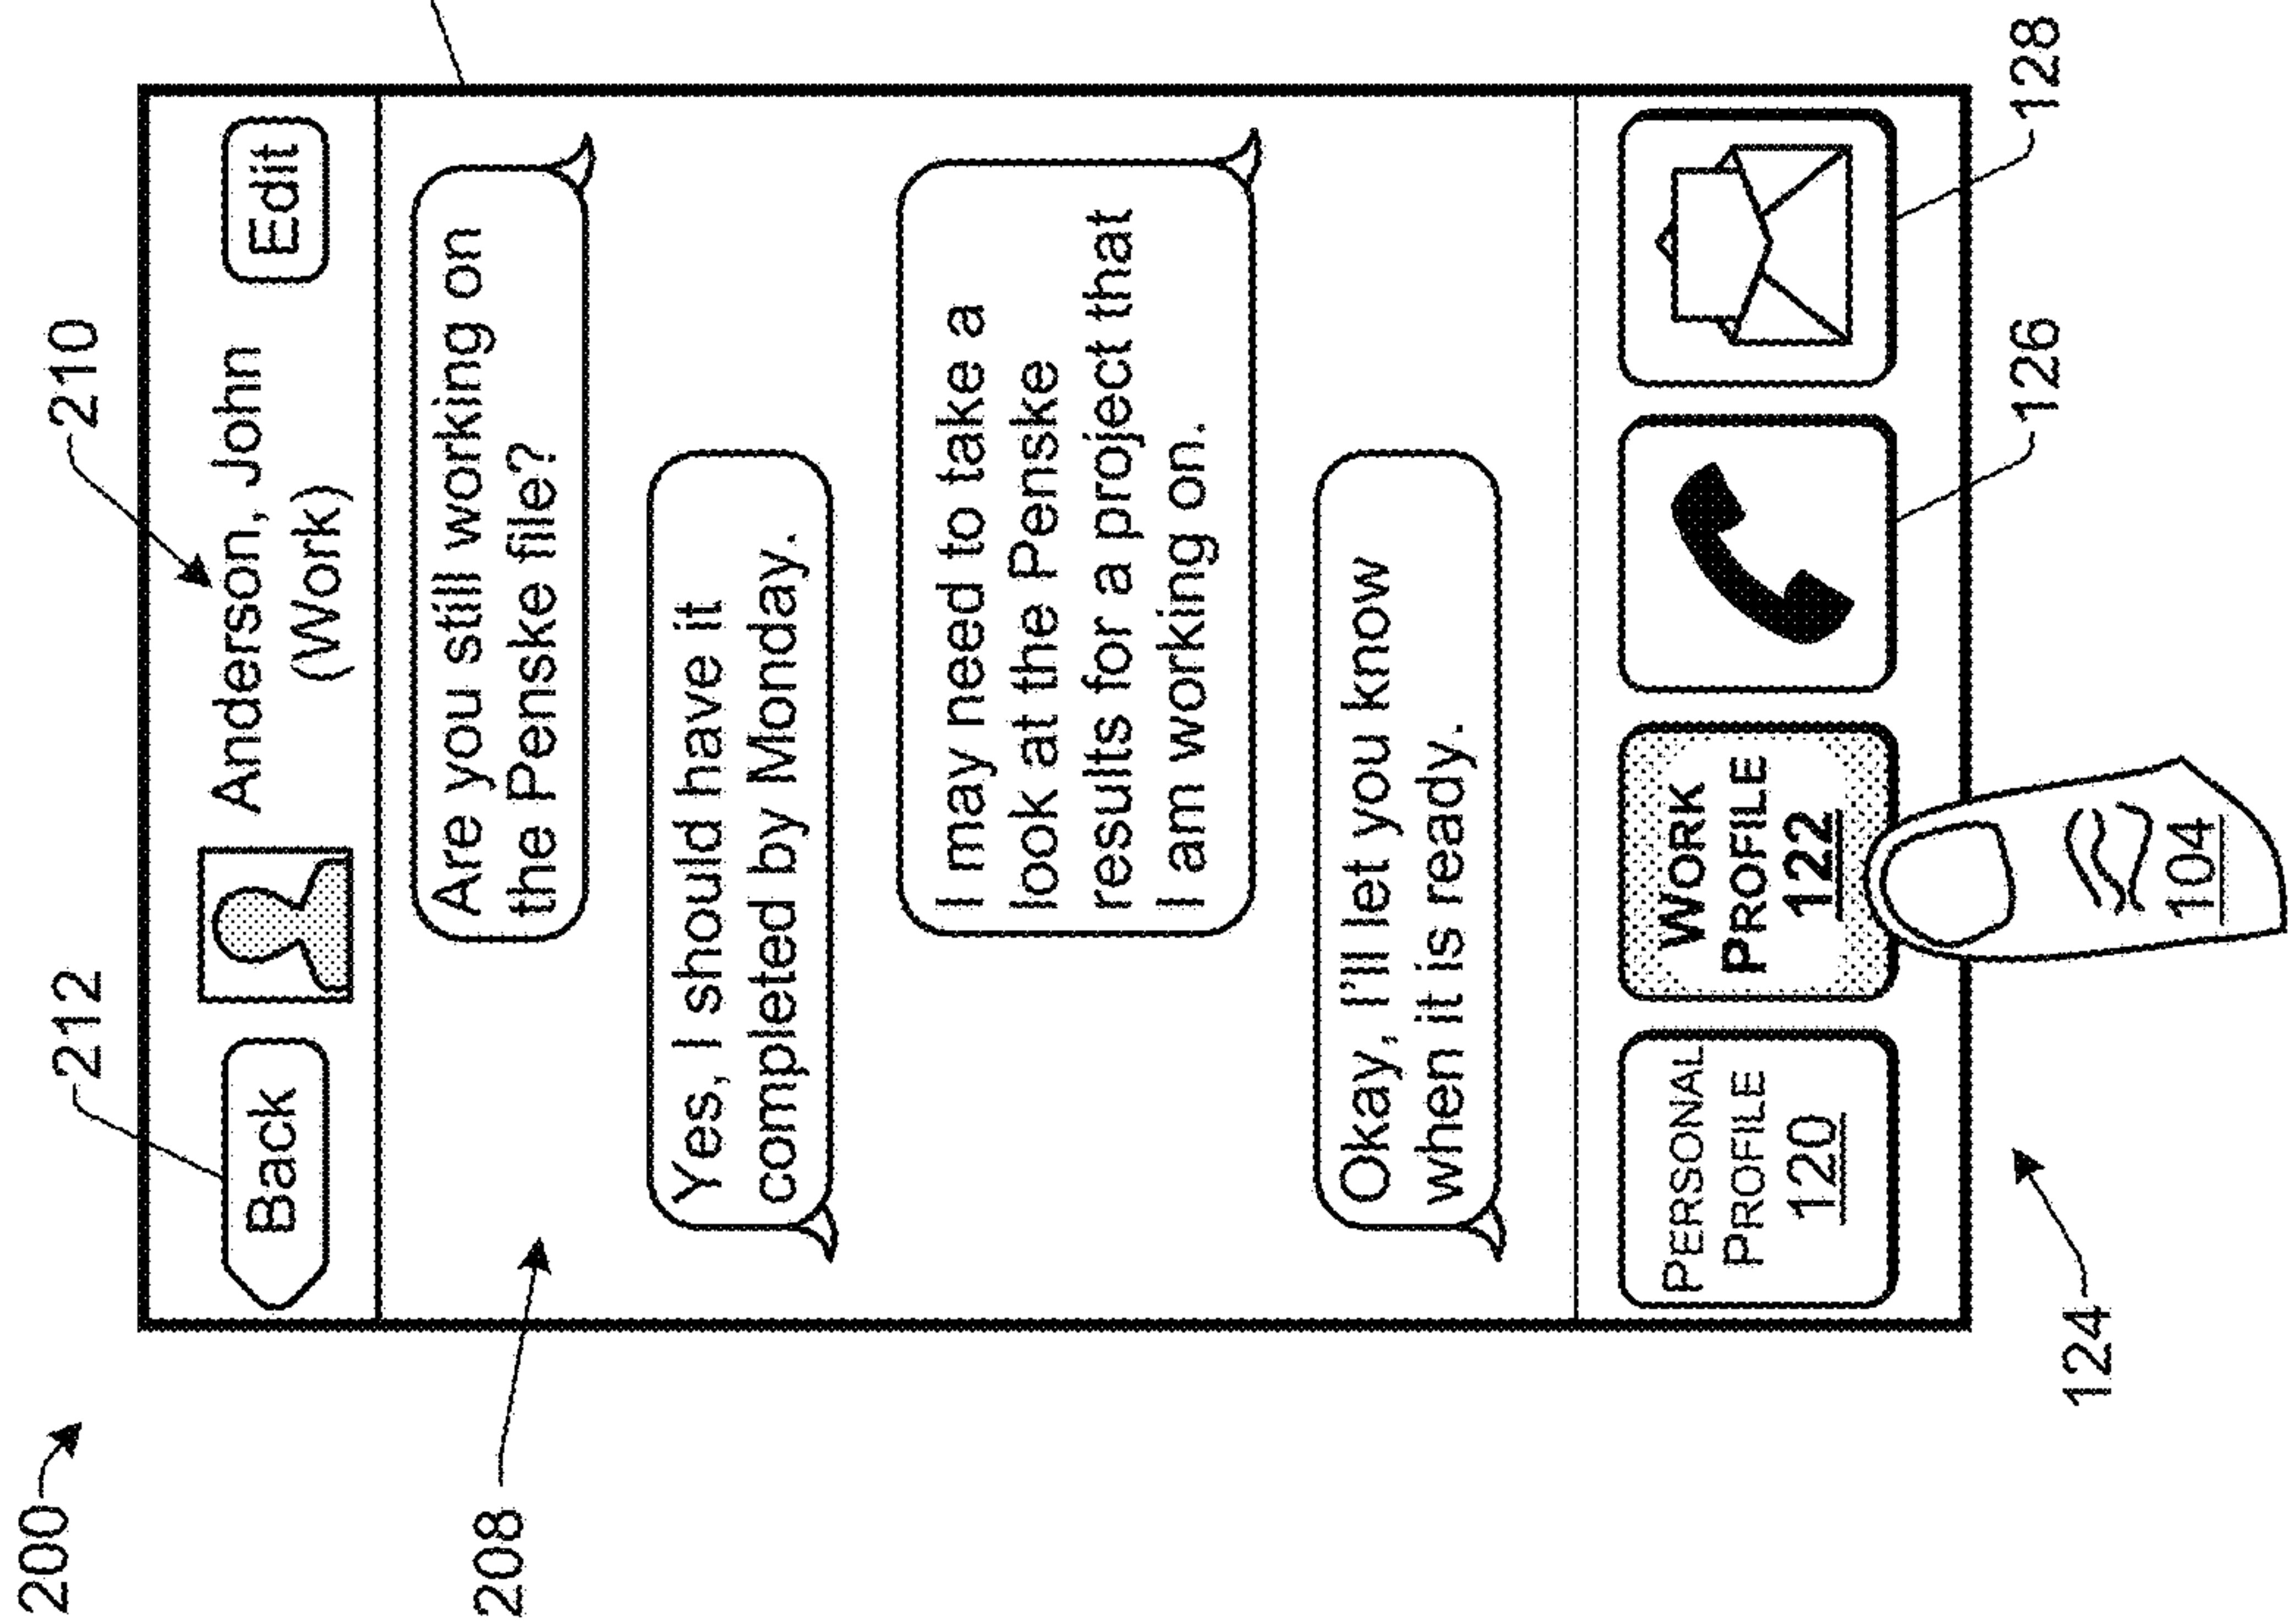 200
212
210
Back
Anderson, John
(Work)
Edit
208
Are you still working on
the Penske file?
Yes, I should have it
completed by Monday.
I may need to take a
look at the Penske
results for a project that
I am working on.
Okay, I'll let you know
when it is ready.
PERSONAL
PROFILE
120
WORK
PROFILE
122
124
104
126
128